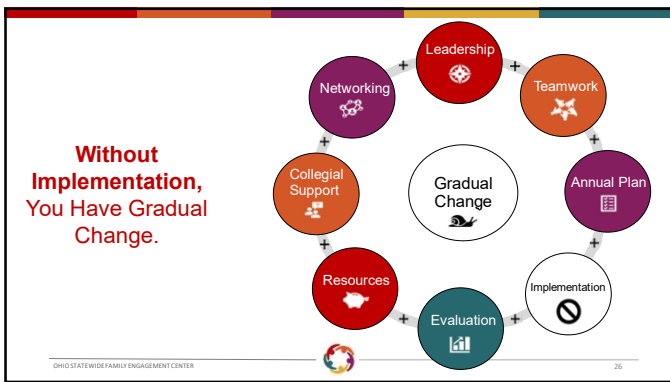 Without
Implementation,
You Have Gradual
Change.
Leadership
+
Teamwork
+
Annual Plan
+
Implementation
+
Evaluation
+
Resources
+
Collegial
Support
+
Networking
+
Gradual
Change
OHIO STATEWIDE FAMILY ENGAGEMENT CENTER
26